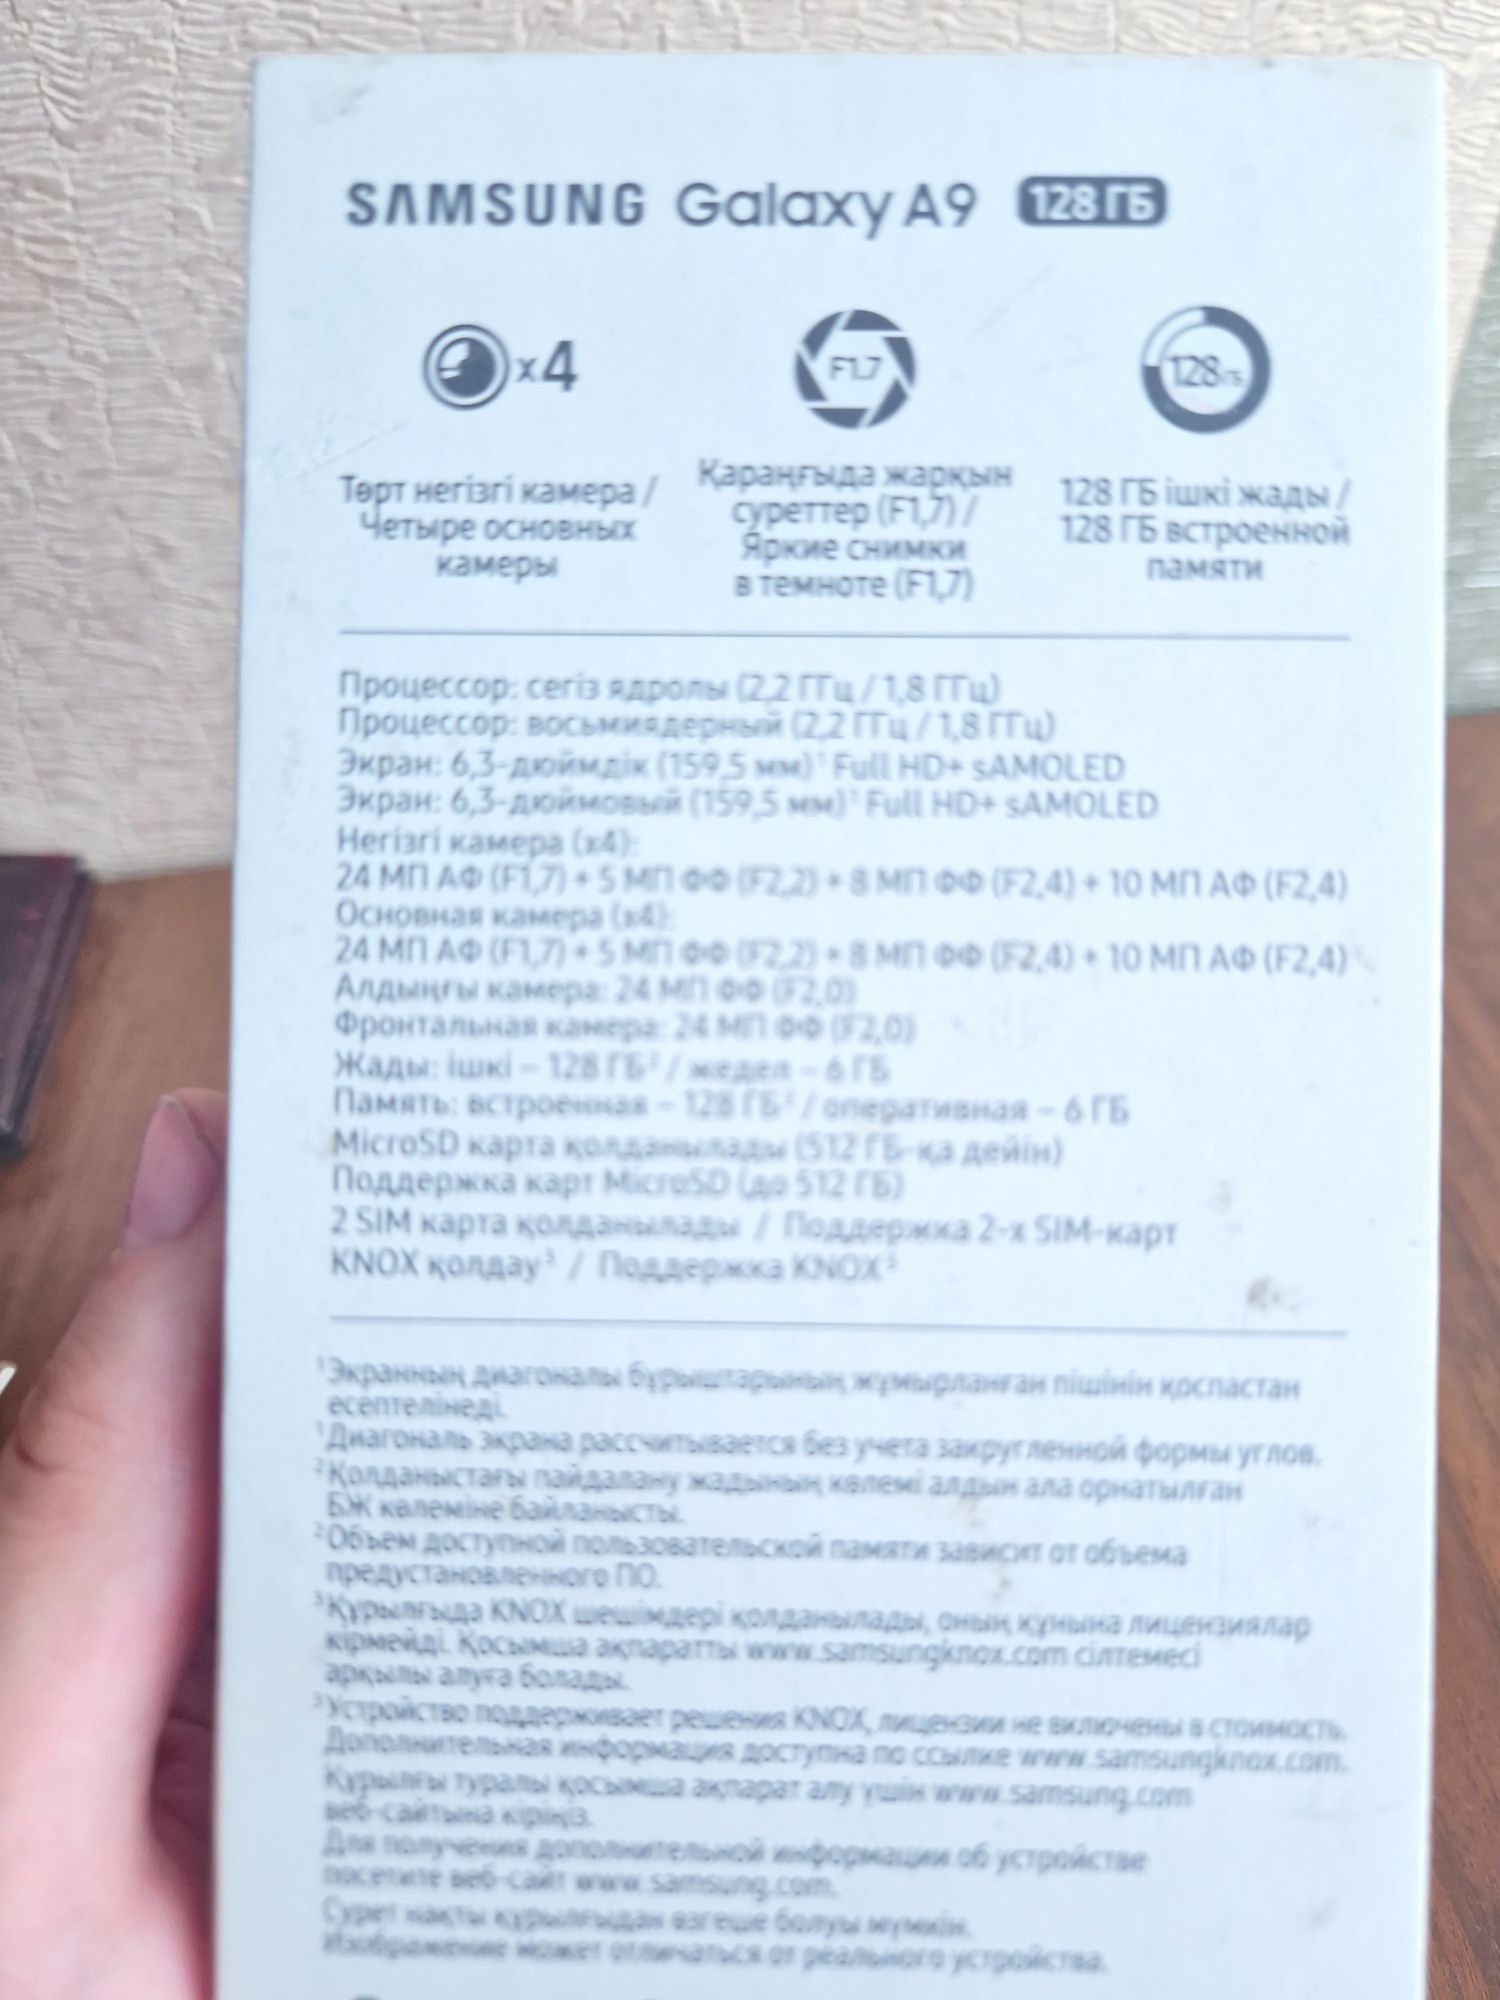 SAMSUNG Galaxy A9 128 ГБ
x4
F1.7
128 ГБ
Төрт негізгі камера /
Четыре основных
камеры
Қараңғыда жарқын
суреттер (F1,7) /
Яркие снимки
в темноте (F1,7)
128 ГБ ішкі жады /
128 ГБ встроенной
памяти
Процессор: сегіз ядролы (2,2 ГГц / 1,8 ГГц)
Процессор: восьмиядерный (2,2 ГГц / 1,8 ГГц)
Экран: 6,3-дюймдік (159,5 мм)¹ Full HD+ sAMOLED
Экран: 6,3-дюймовый (159,5 мм)¹ Full HD+ sAMOLED
Негізгі камера (x4):
24 МП АФ (F1,7) + 5 МП ФФ (F2,2) + 8 МП ФФ (F2,4) + 10 МП АФ (F2,4)
Основная камера (x4):
24 МП АФ (F1,7) + 5 МП ФФ (F2,2) + 8 МП ФФ (F2,4) + 10 МП АФ (F2,4)
Алдыңғы камера: 24 МП ФФ (F2,0)
Фронтальная камера: 24 МП ФФ (F2,0)
Жады: ішкі – 128 ГБ² / жедел – 6 ГБ
Память: встроенная – 128 ГБ² / оперативная – 6 ГБ
MicroSD карта қолданылады (512 ГБ-қа дейін)
Поддержка карт MicroSD (до 512 ГБ)
2 SIM карта қолданылады / Поддержка 2-х SIM-карт
KNOX қолдау³ / Поддержка KNOX³
¹Экранның диагоналы бұрыштарының жұмырланған пішінін қоспастан
есептелінеді.
¹Диагональ экрана рассчитывается без учета закругленной формы углов.
²Қолданыстағы пайдалану жадының көлемі алдын ала орнатылған
БЖ көлеміне байланысты.
²Объем доступной пользовательской памяти зависит от объема
предустановленного ПО.
³Құрылғыда KNOX шешімдері қолданылады, оның құнына лицензиялар
кірмейді. Қосымша ақпаратты www.samsungknox.com сілтемесі
арқылы алуға болады.
³Устройство поддерживает решения KNOX, лицензии не включены в стоимость.
Дополнительная информация доступна по ссылке www.samsungknox.com.
Құрылғы туралы қосымша ақпарат алу үшін www.samsung.com
веб-сайтына кіріңіз.
Для получения дополнительной информации об устройстве
посетите веб-сайт www.samsung.com.
Сурет нақты құрылғыдан өзгеше болуы мүмкін.
Изображение может отличаться от реального устройства.